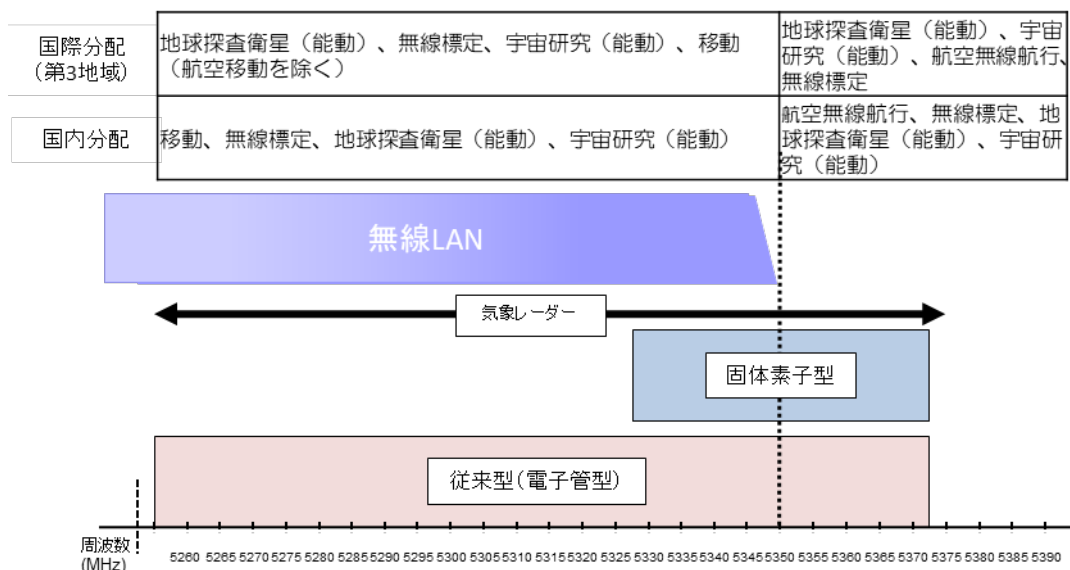 国際分配
(第3地域)
地球探査衛星（能動）、無線標定、宇宙研究（能動）、移動
（航空移動を除く）
地球探査衛星（能動）、宇宙
研究（能動）、航空無線航行、
無線標定
国内分配
移動、無線標定、地球探査衛星（能動）、宇宙研究（能動）
航空無線航行、無線標定、地
球探査衛星（能動）、宇宙研
究（能動）
無線LAN
気象レーダー
固体素子型
従来型(電子管型)
周波数
(MHz)
5260 5265 5270 5275 5280 5285 5290 5295 5300 5305 5310 5315 5320 5325 5330 5335 5340 5345 5350 5355 5360 5365 5370 5375 5380 5385 5390